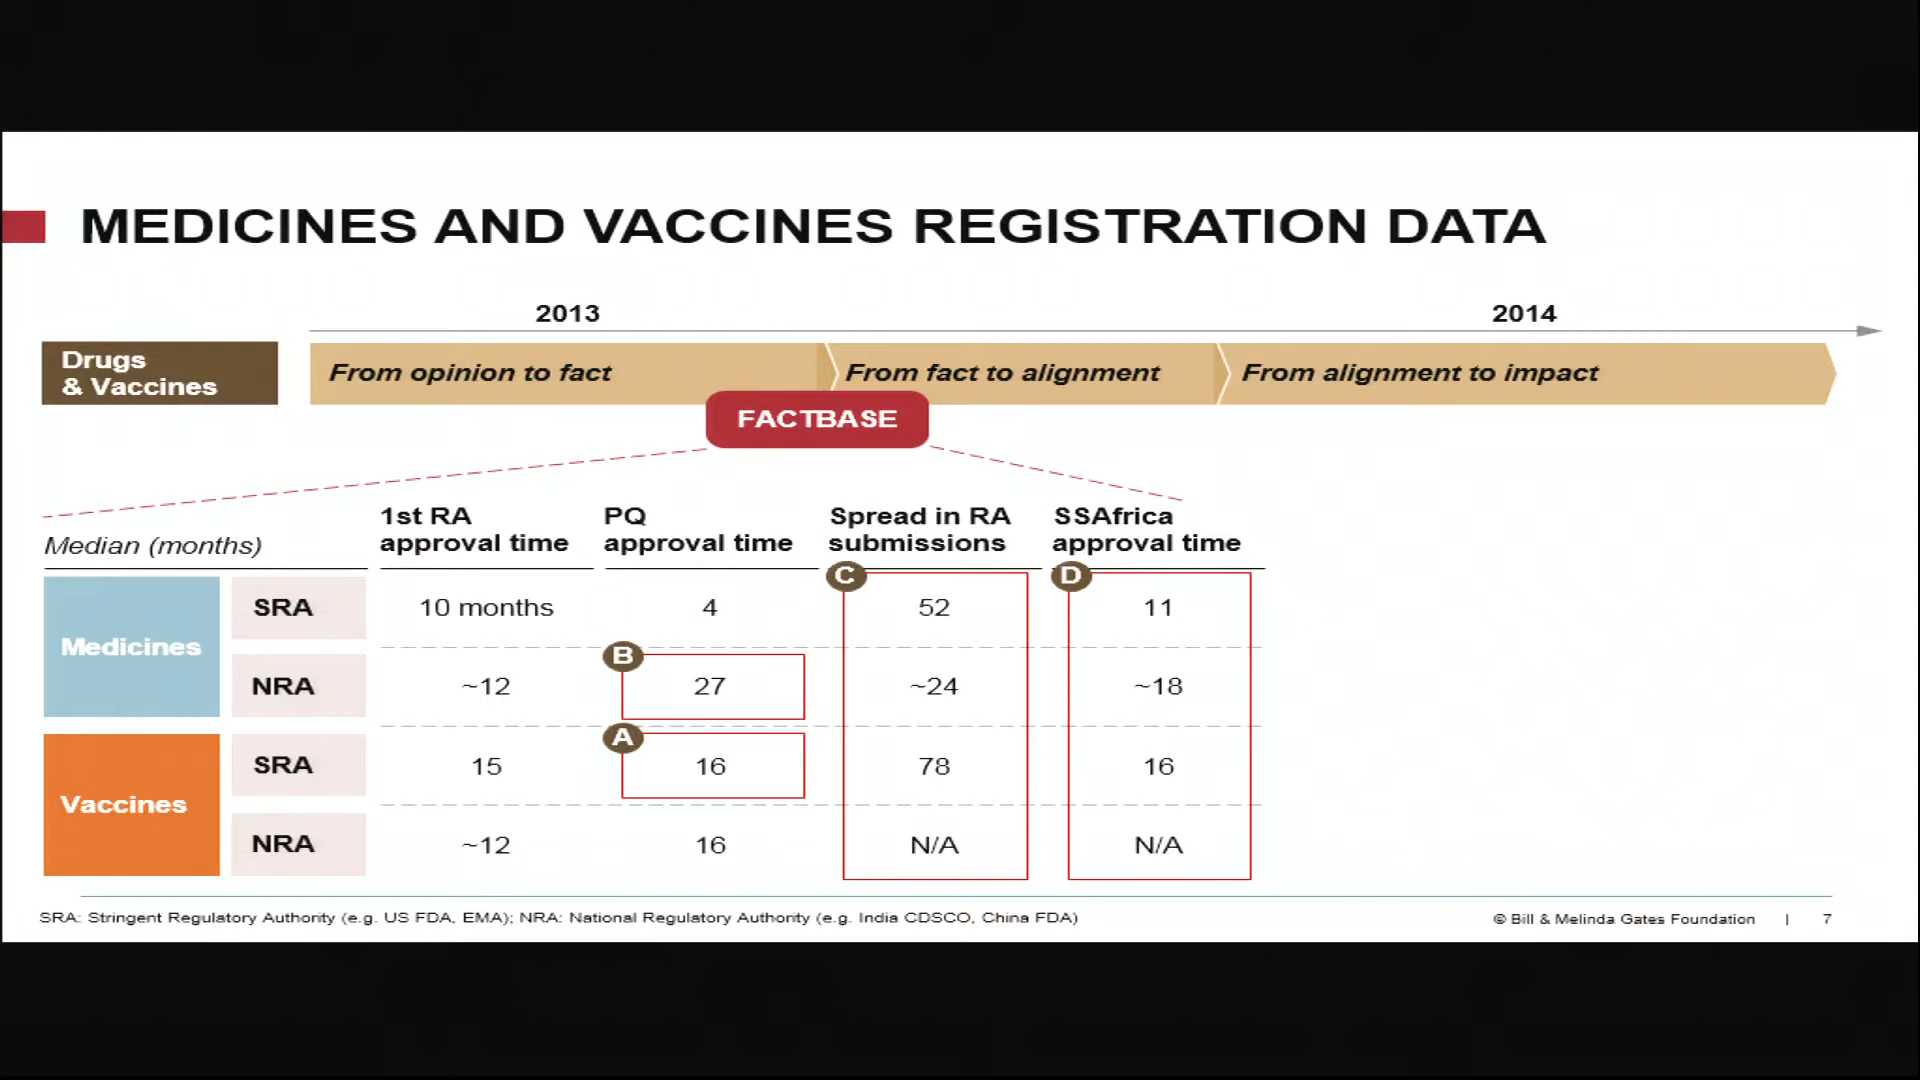 MEDICINES AND VACCINES REGISTRATION DATA
2013
2014
Drugs
& Vaccines
From opinion to fact
From fact to alignment
From alignment to impact
FACTBASE
Median (months)
1st RA
approval time
PQ
approval time
Spread in RA
submissions
SSAfrica
approval time
C
D
Medicines
SRA
10 months
4
52
11
B
NRA
~12
27
~24
~18
A
Vaccines
SRA
15
16
78
16
NRA
~12
16
N/A
N/A
SRA: Stringent Regulatory Authority (e.g. US FDA, EMA); NRA: National Regulatory Authority (e.g. India CDSCO, China FDA)
© Bill & Melinda Gates Foundation | 7